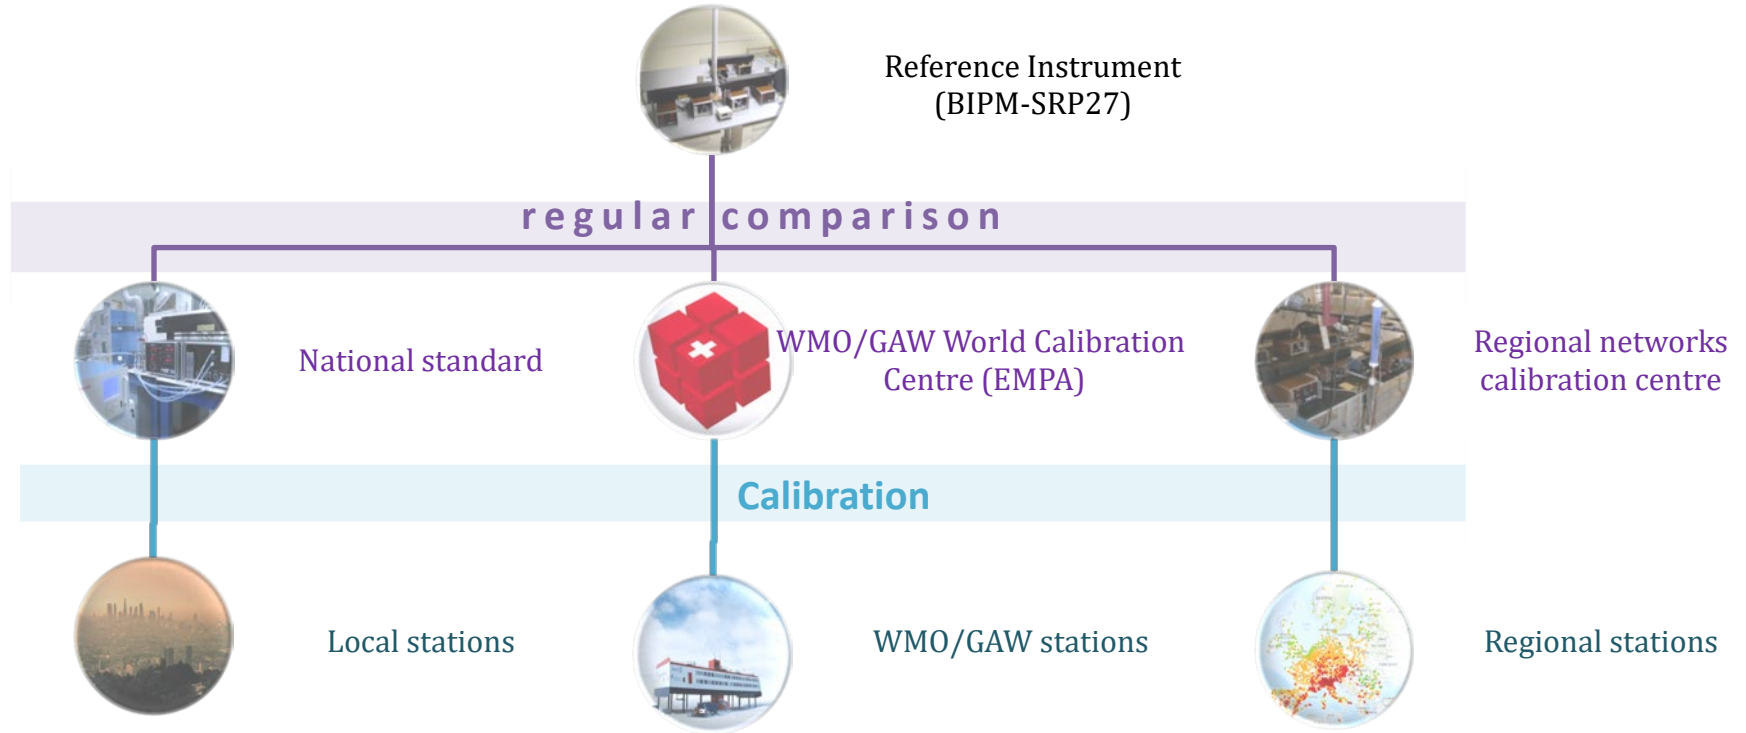 Reference Instrument
(BIPM-SRP27)
regular comparison
National standard
WMO/GAW World Calibration
Centre (EMPA)
Regional networks
calibration centre
Calibration
Local stations
WMO/GAW stations
Regional stations